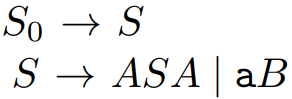 S₀ → S
S → ASA | aB